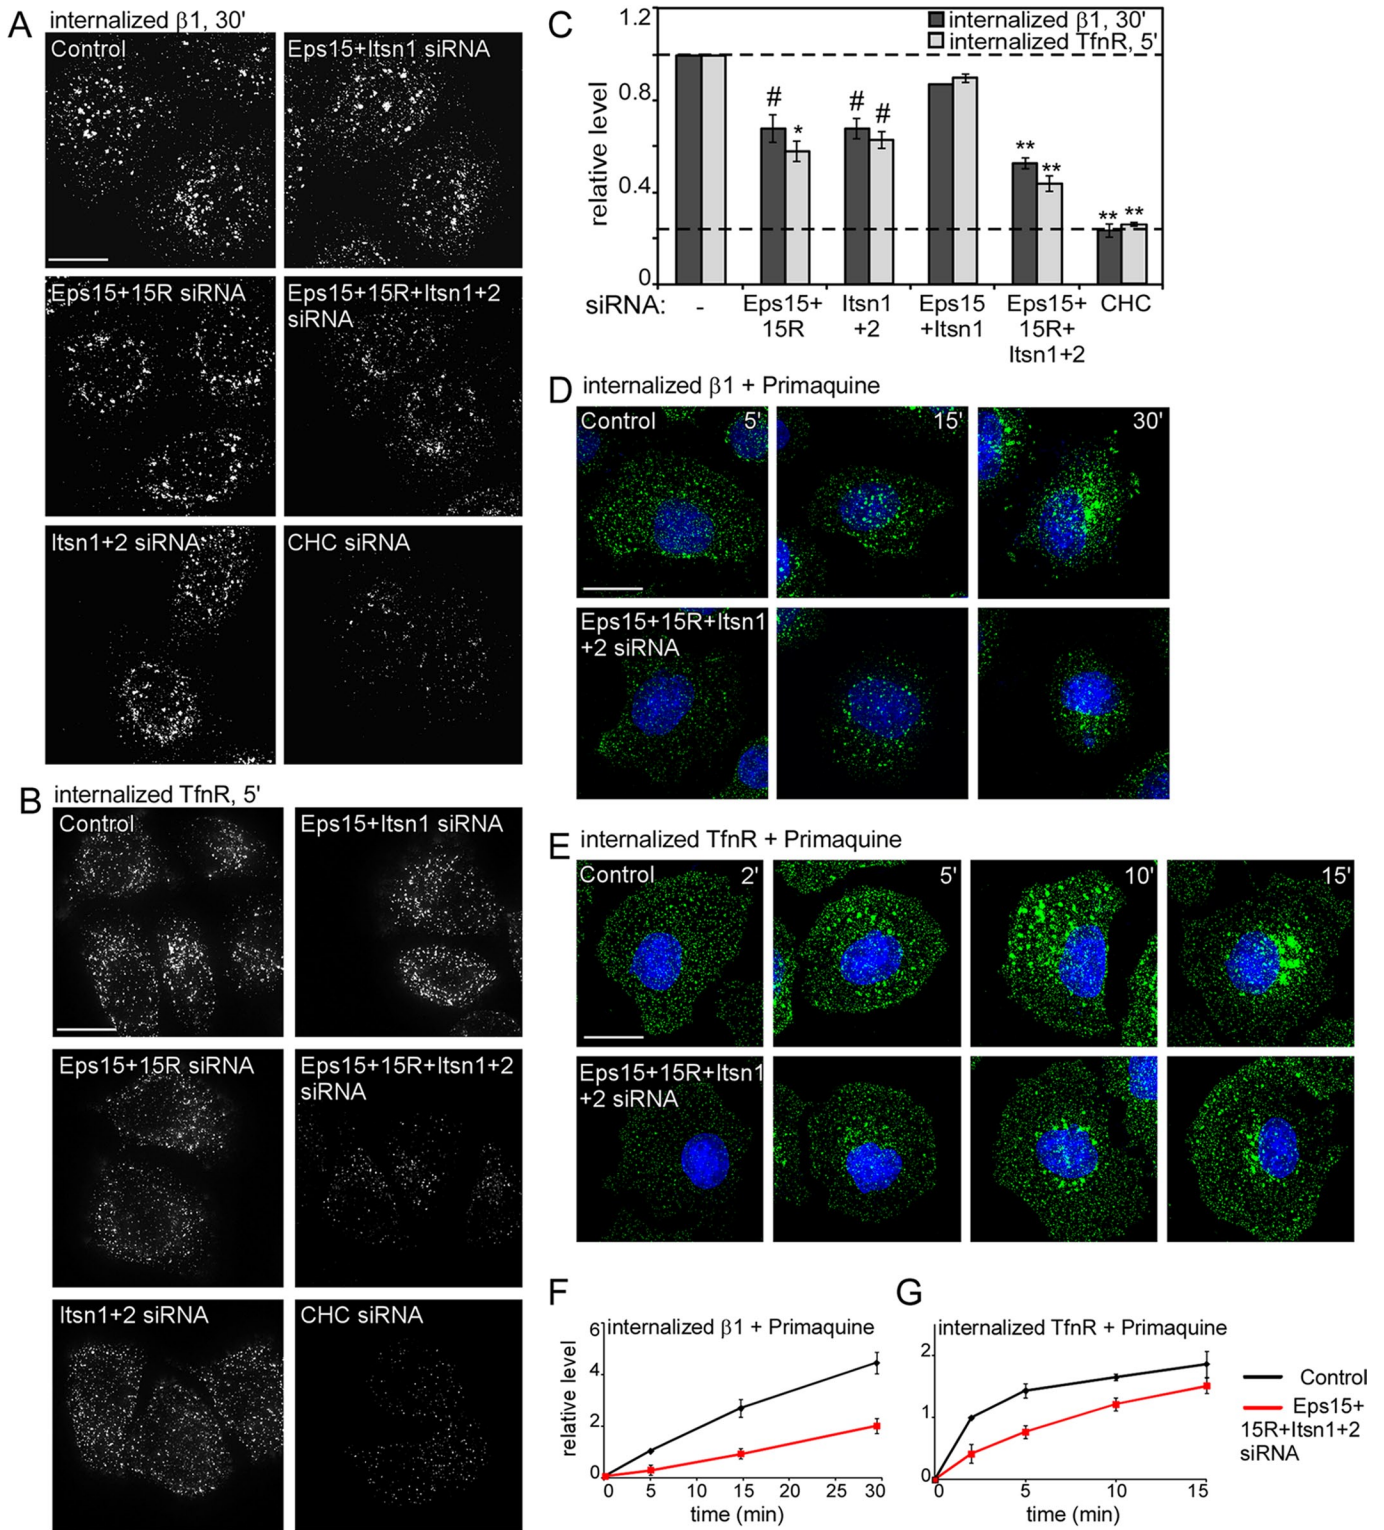 A
internalized β1, 30'
Control
Eps15+Itsn1 siRNA
Eps15+15R siRNA
Eps15+15R+Itsn1+2
siRNA
Itsn1+2 siRNA
CHC siRNA
B
internalized TfnR, 5'
Control
Eps15+Itsn1 siRNA
Eps15+15R siRNA
Eps15+15R+Itsn1+2
siRNA
Itsn1+2 siRNA
CHC siRNA
C
1.2
0.8
0.4
0
relative level
internalized β1, 30'
internalized TfnR, 5'
#
*
#
#
**
**
**
**
siRNA:
-
Eps15+
15R
Itsn1
+2
Eps15
+Itsn1
Eps15+
15R+
Itsn1+2
CHC
D
internalized β1 + Primaquine
Control
5'
15'
30'
Eps15+15R+Itsn1
+2 siRNA
E
internalized TfnR + Primaquine
Control
2'
5'
10'
15'
Eps15+15R+Itsn1
+2 siRNA
F
internalized β1 + Primaquine
6
4
2
0
relative level
0 5 10 15 20 25 30
time (min)
G
internalized TfnR + Primaquine
2
1
0
0 5 10 15
time (min)
Control
Eps15+
15R+Itsn1+2
siRNA